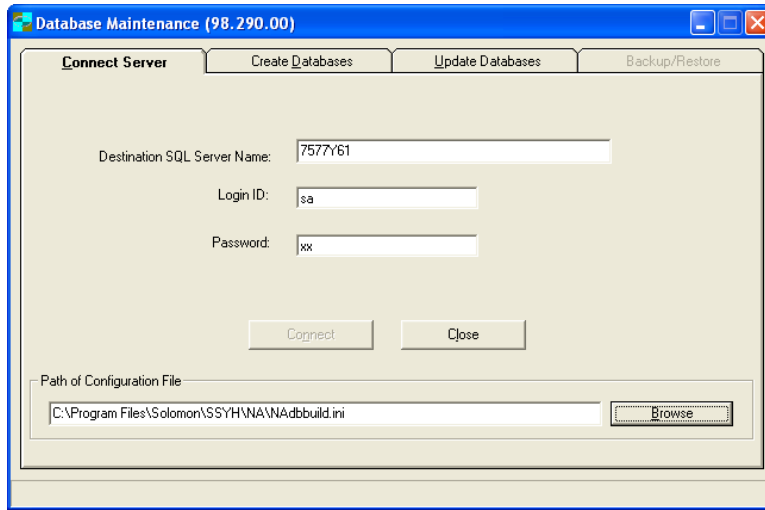 Database Maintenance (98.290.00)
Connect Server Create Databases Update Databases Backup/Restore
Destination SQL Server Name: 7577Y61
Login ID: sa
Password: xx
Connect Close
Path of Configuration File
C:\Program Files\Solomon\SSYH\NA\NAdbbuild.ini Browse